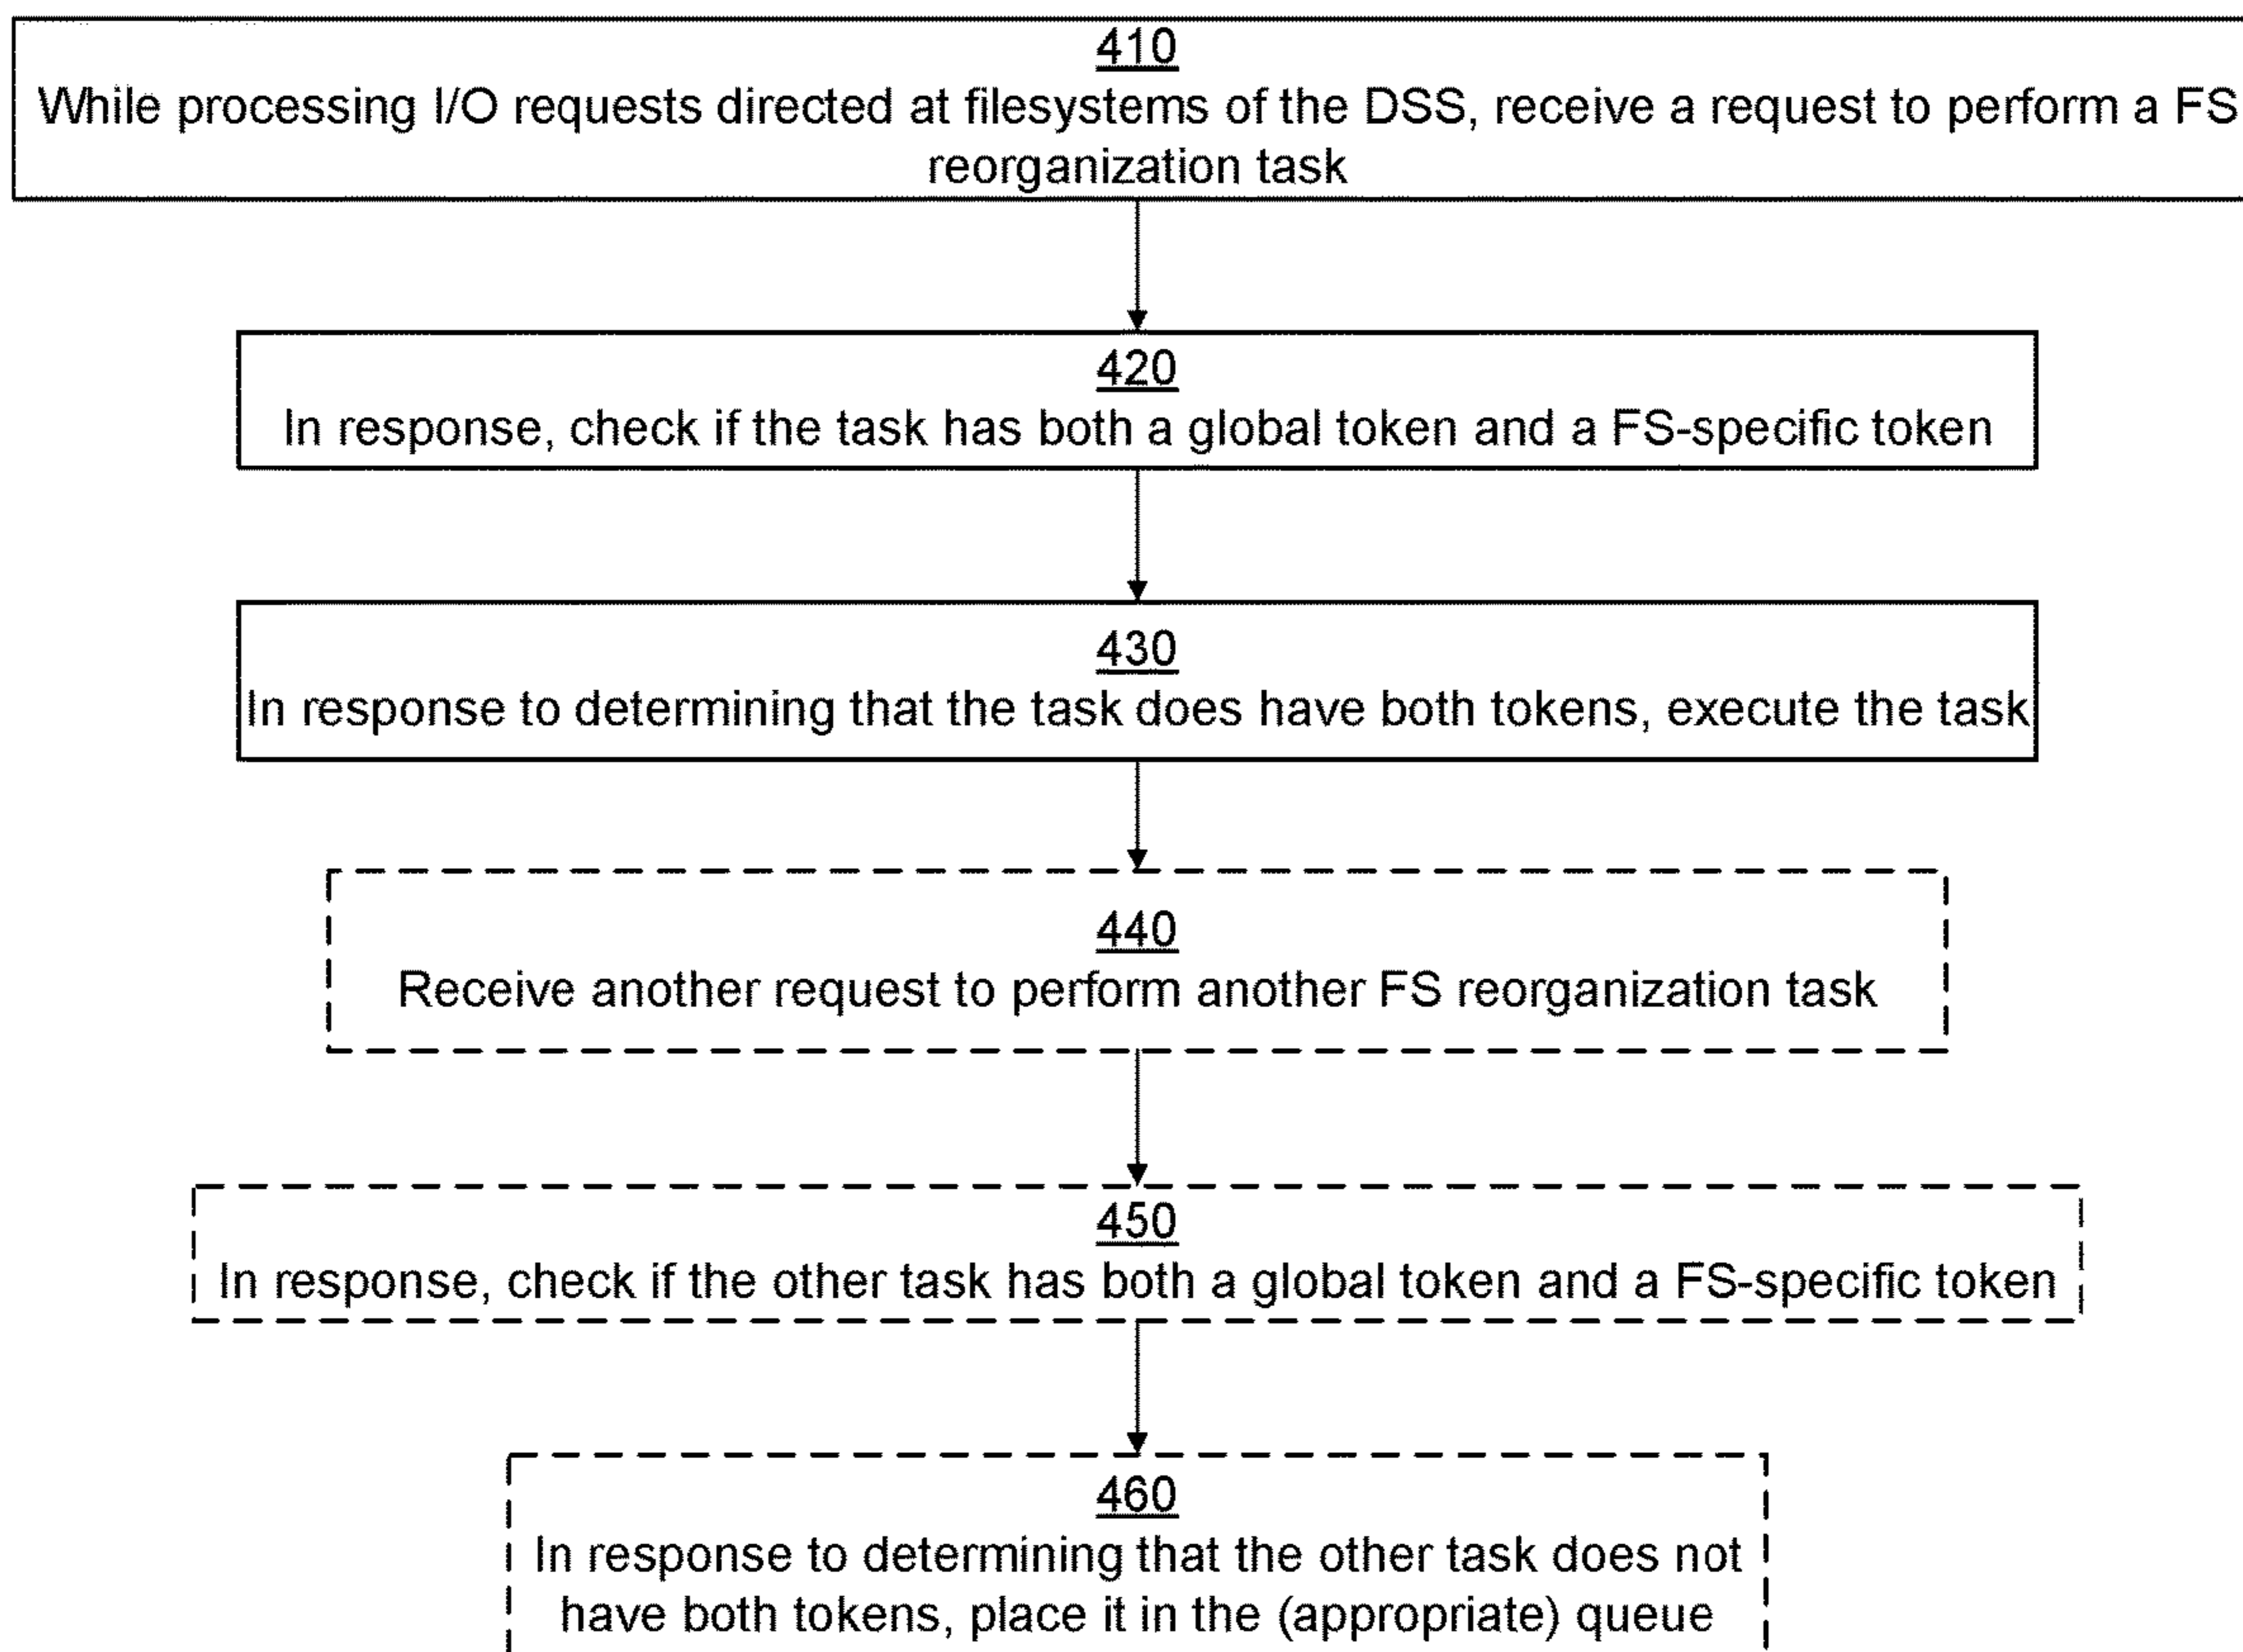 410
While processing I/O requests directed at filesystems of the DSS, receive a request to perform a FS
reorganization task
420
In response, check if the task has both a global token and a FS-specific token
430
In response to determining that the task does have both tokens, execute the task
440
Receive another request to perform another FS reorganization task
450
In response, check if the other task has both a global token and a FS-specific token
460
In response to determining that the other task does not
have both tokens, place it in the (appropriate) queue